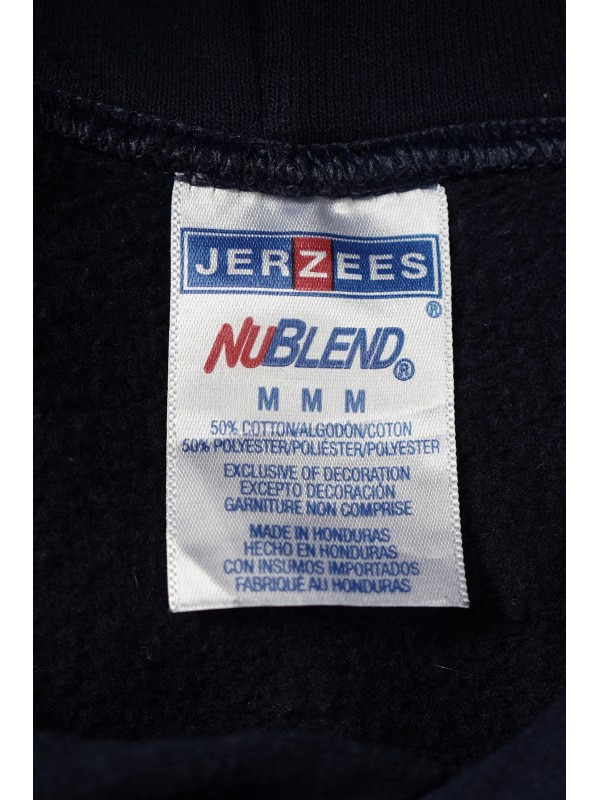 JERZEES
®
NUBLEND®
M M M
50% COTTON/ALGODÓN/COTON
50% POLYESTER/POLIÉSTER/POLYESTER
EXCLUSIVE OF DECORATION
EXCEPTO DECORACIÓN
GARNITURE NON COMPRISE
MADE IN HONDURAS
HECHO EN HONDURAS
CON INSUMOS IMPORTADOS
FABRIQUÉ AU HONDURAS